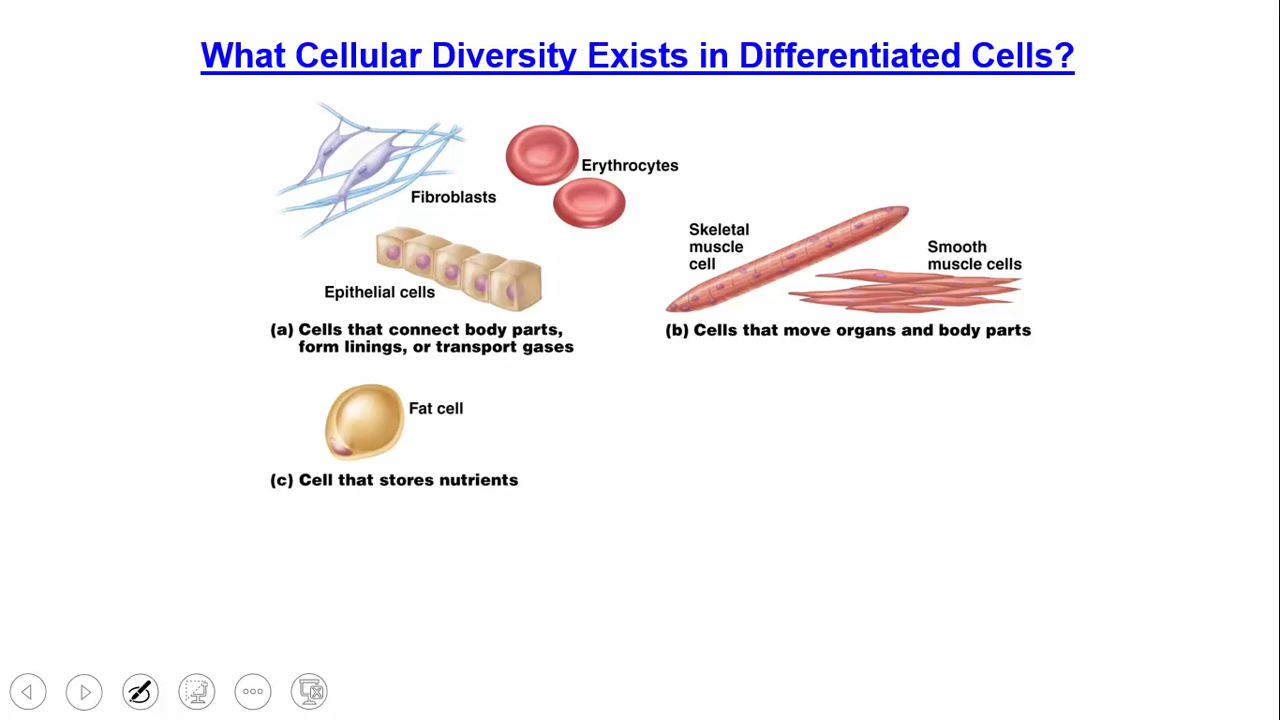 What Cellular Diversity Exists in Differentiated Cells?
Erythrocytes
Fibroblasts
Epithelial cells
(a) Cells that connect body parts,
form linings, or transport gases
Skeletal
muscle
cell
Smooth
muscle cells
(b) Cells that move organs and body parts
Fat cell
(c) Cell that stores nutrients